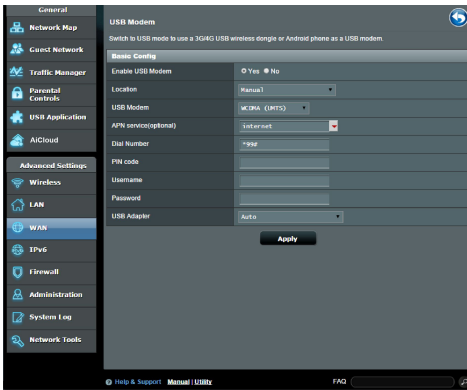 General
Network Map
Guest Network
Traffic Manager
Parental
Controls
USB Application
AiCloud
Advanced Settings
Wireless
LAN
WAN
IPv6
Firewall
Administration
System Log
Network Tools
USB Modem
Switch to USB mode to use a 3G/4G USB wireless dongle or Android phone as a USB modem.
Basic Config
Enable USB Modem Yes No
Location Manual
USB Modem WCDMA (UMTS)
APN service(optional) internet
Dial Number *99#
PIN code
Username
Password
USB Adapter Auto
Apply
Help & Support Manual | Utility FAQ